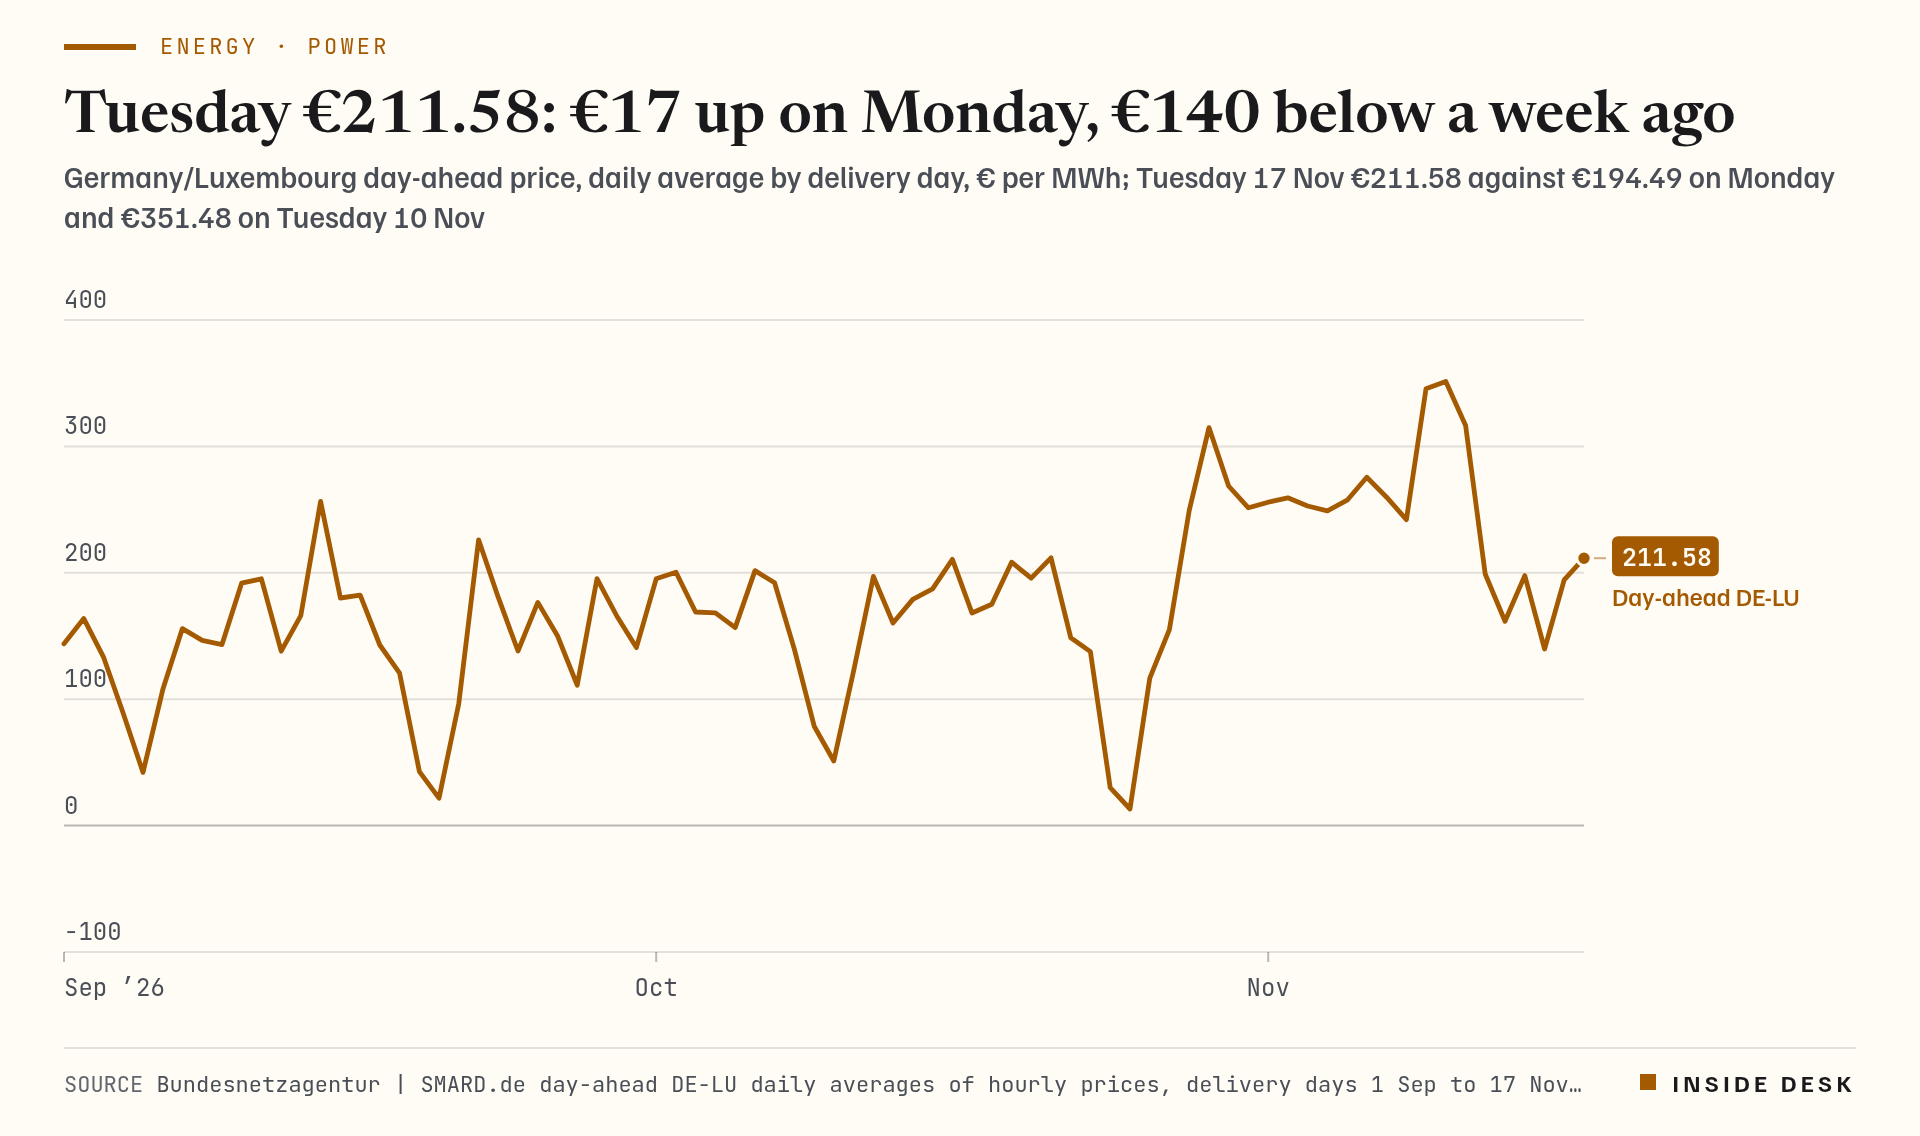 ENERGY · POWER
Tuesday €211.58: €17 up on Monday, €140 below a week ago
Germany/Luxembourg day-ahead price, daily average by delivery day, € per MWh; Tuesday 17 Nov €211.58 against €194.49 on Monday
and €351.48 on Tuesday 10 Nov
400
300
200
100
0
-100
211.58
Day-ahead DE-LU
Sep ’26
Oct
Nov
SOURCE Bundesnetzagentur | SMARD.de day-ahead DE-LU daily averages of hourly prices, delivery days 1 Sep to 17 Nov…
INSIDE DESK